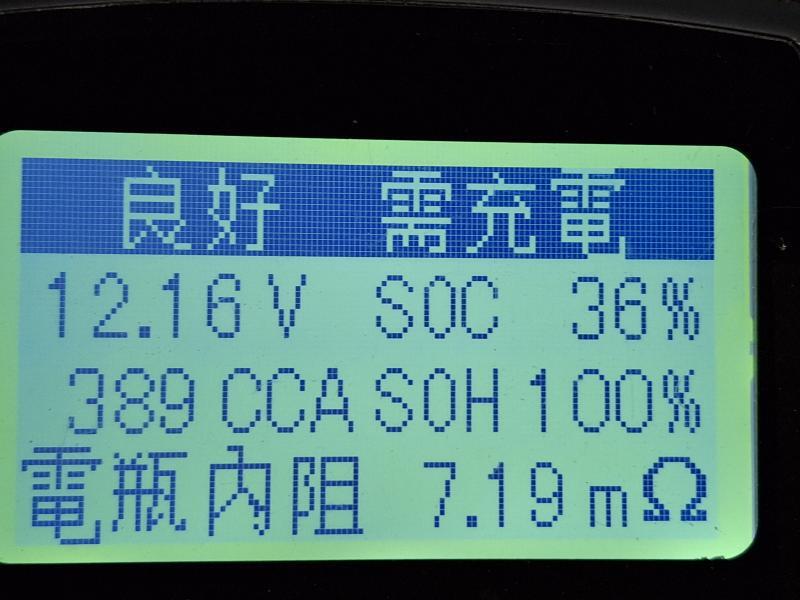 良好 需充電
12.16V SOC 36%
389 CCA SOH 100%
電瓶內阻 7.19mΩ